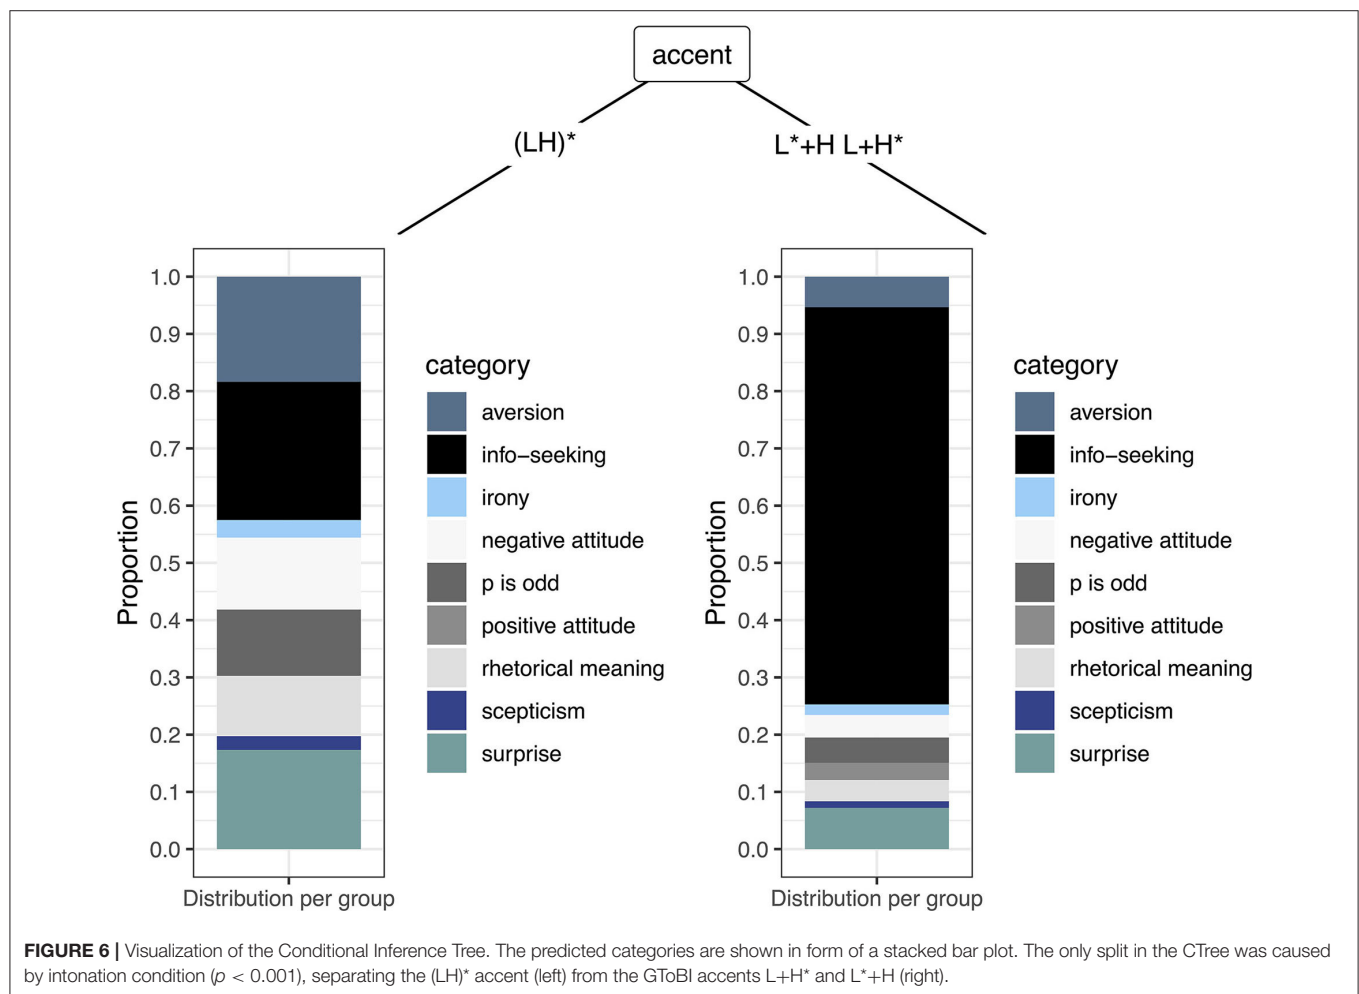 accent
(LH)*
L*+H L+H*
1.0
0.9
0.8
0.7
0.6
0.5
0.4
0.3
0.2
0.1
0.0
Proportion
Distribution per group
category
aversion
info−seeking
irony
negative attitude
p is odd
positive attitude
rhetorical meaning
scepticism
surprise
1.0
0.9
0.8
0.7
0.6
0.5
0.4
0.3
0.2
0.1
0.0
Proportion
Distribution per group
category
aversion
info−seeking
irony
negative attitude
p is odd
positive attitude
rhetorical meaning
scepticism
surprise
FIGURE 6 | Visualization of the Conditional Inference Tree. The predicted categories are shown in form of a stacked bar plot. The only split in the CTree was caused
by intonation condition (p < 0.001), separating the (LH)* accent (left) from the GToBI accents L+H* and L*+H (right).